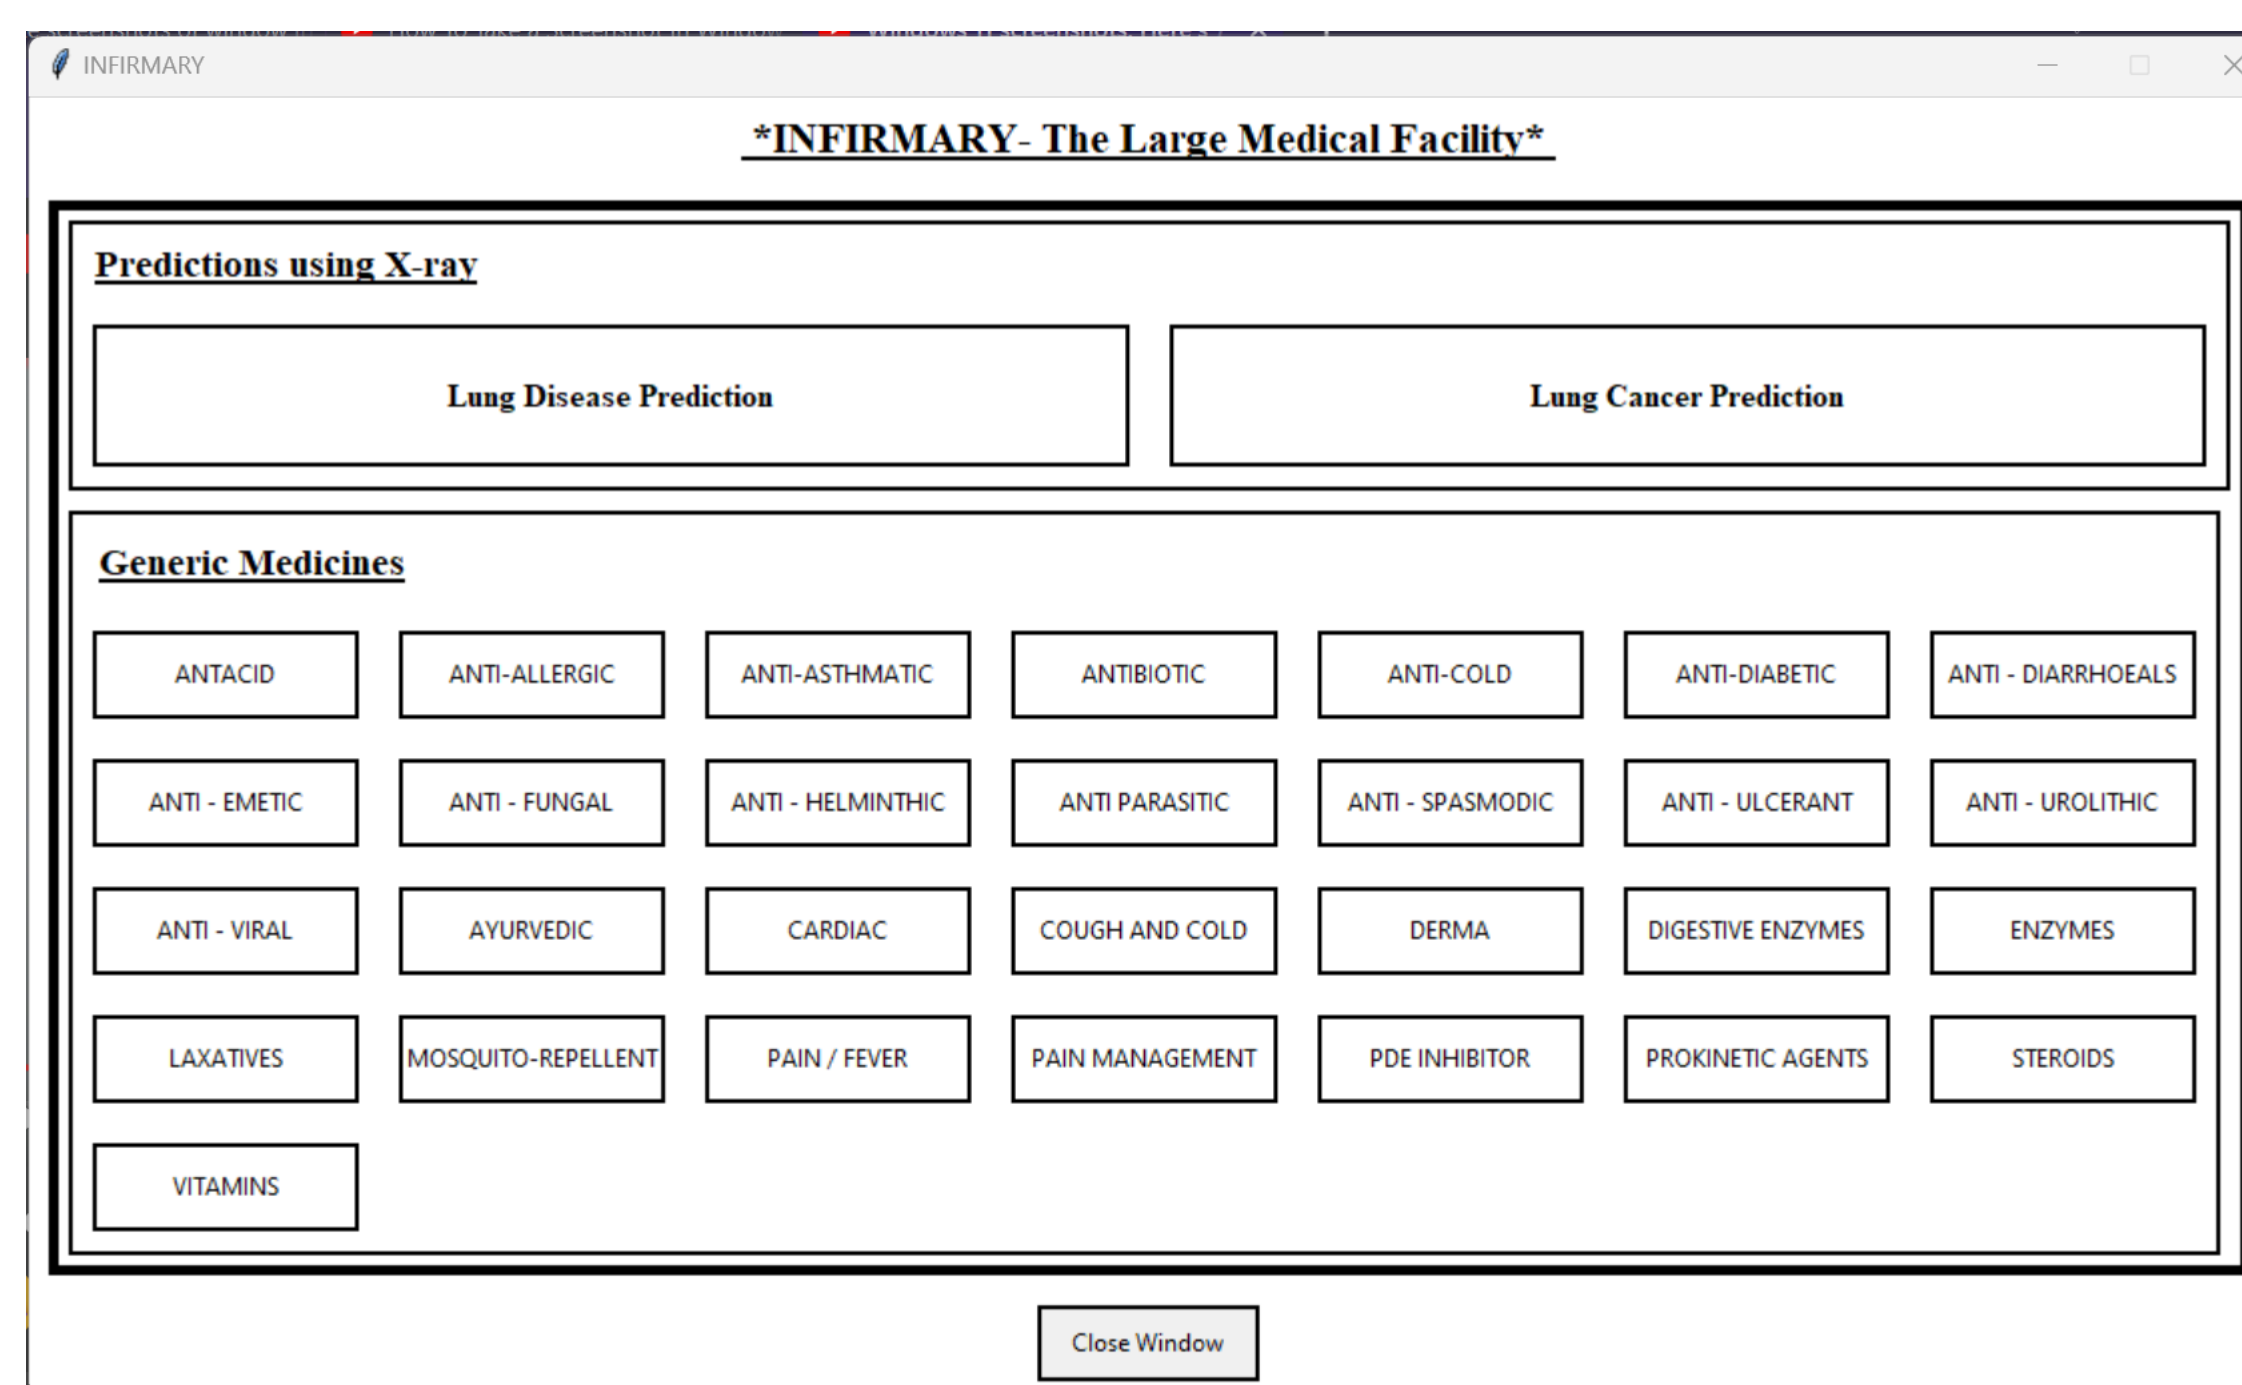 INFIRMARY
*INFIRMARY- The Large Medical Facility*
Predictions using X-ray
Lung Disease Prediction Lung Cancer Prediction
Generic Medicines
ANTACID ANTI-ALLERGIC ANTI-ASTHMATIC ANTIBIOTIC ANTI-COLD ANTI-DIABETIC ANTI - DIARRHOEALS
ANTI - EMETIC ANTI - FUNGAL ANTI - HELMINTHIC ANTI PARASITIC ANTI - SPASMODIC ANTI - ULCERANT ANTI - UROLITHIC
ANTI - VIRAL AYURVEDIC CARDIAC COUGH AND COLD DERMA DIGESTIVE ENZYMES ENZYMES
LAXATIVES MOSQUITO-REPELLENT PAIN / FEVER PAIN MANAGEMENT PDE INHIBITOR PROKINETIC AGENTS STEROIDS
VITAMINS
Close Window